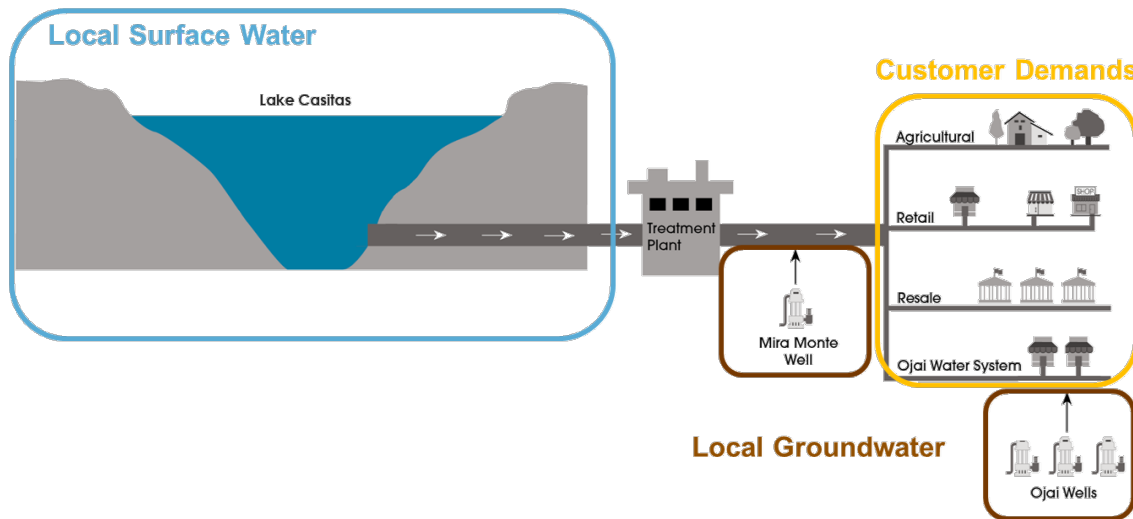 Local Surface Water
Lake Casitas
Customer Demands
Agricultural
SHOP
Retail
Treatment
Plant
Resale
Mira Monte
Well
Ojai Water System
Local Groundwater
Ojai Wells